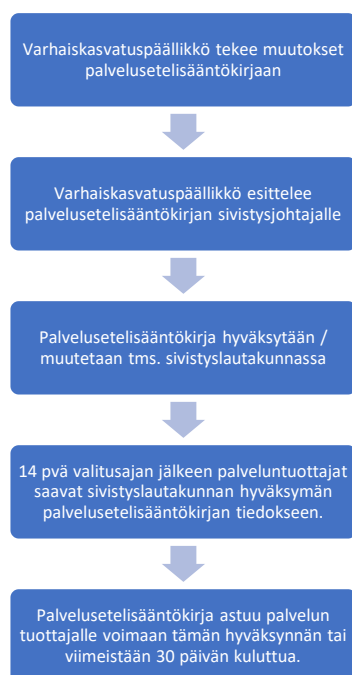 Varhaiskasvatuspäällikkö tekee muutokset
palvelusetelisääntökirjaan
Varhaiskasvatuspäällikkö esittelee
palvelusetelisääntökirjan sivistysjohtajalle
Palvelusetelisääntökirja hyväksytään /
muutetaan tms. sivistyslautakunnassa
14 pvä valitusajan jälkeen palveluntuottajat
saavat sivistyslautakunnan hyväksymän
palvelusetelisääntökirjan tiedokseen.
Palvelusetelisääntökirja astuu palvelun
tuottajalle voimaan tämän hyväksynnän tai
viimeistään 30 päivän kuluttua.